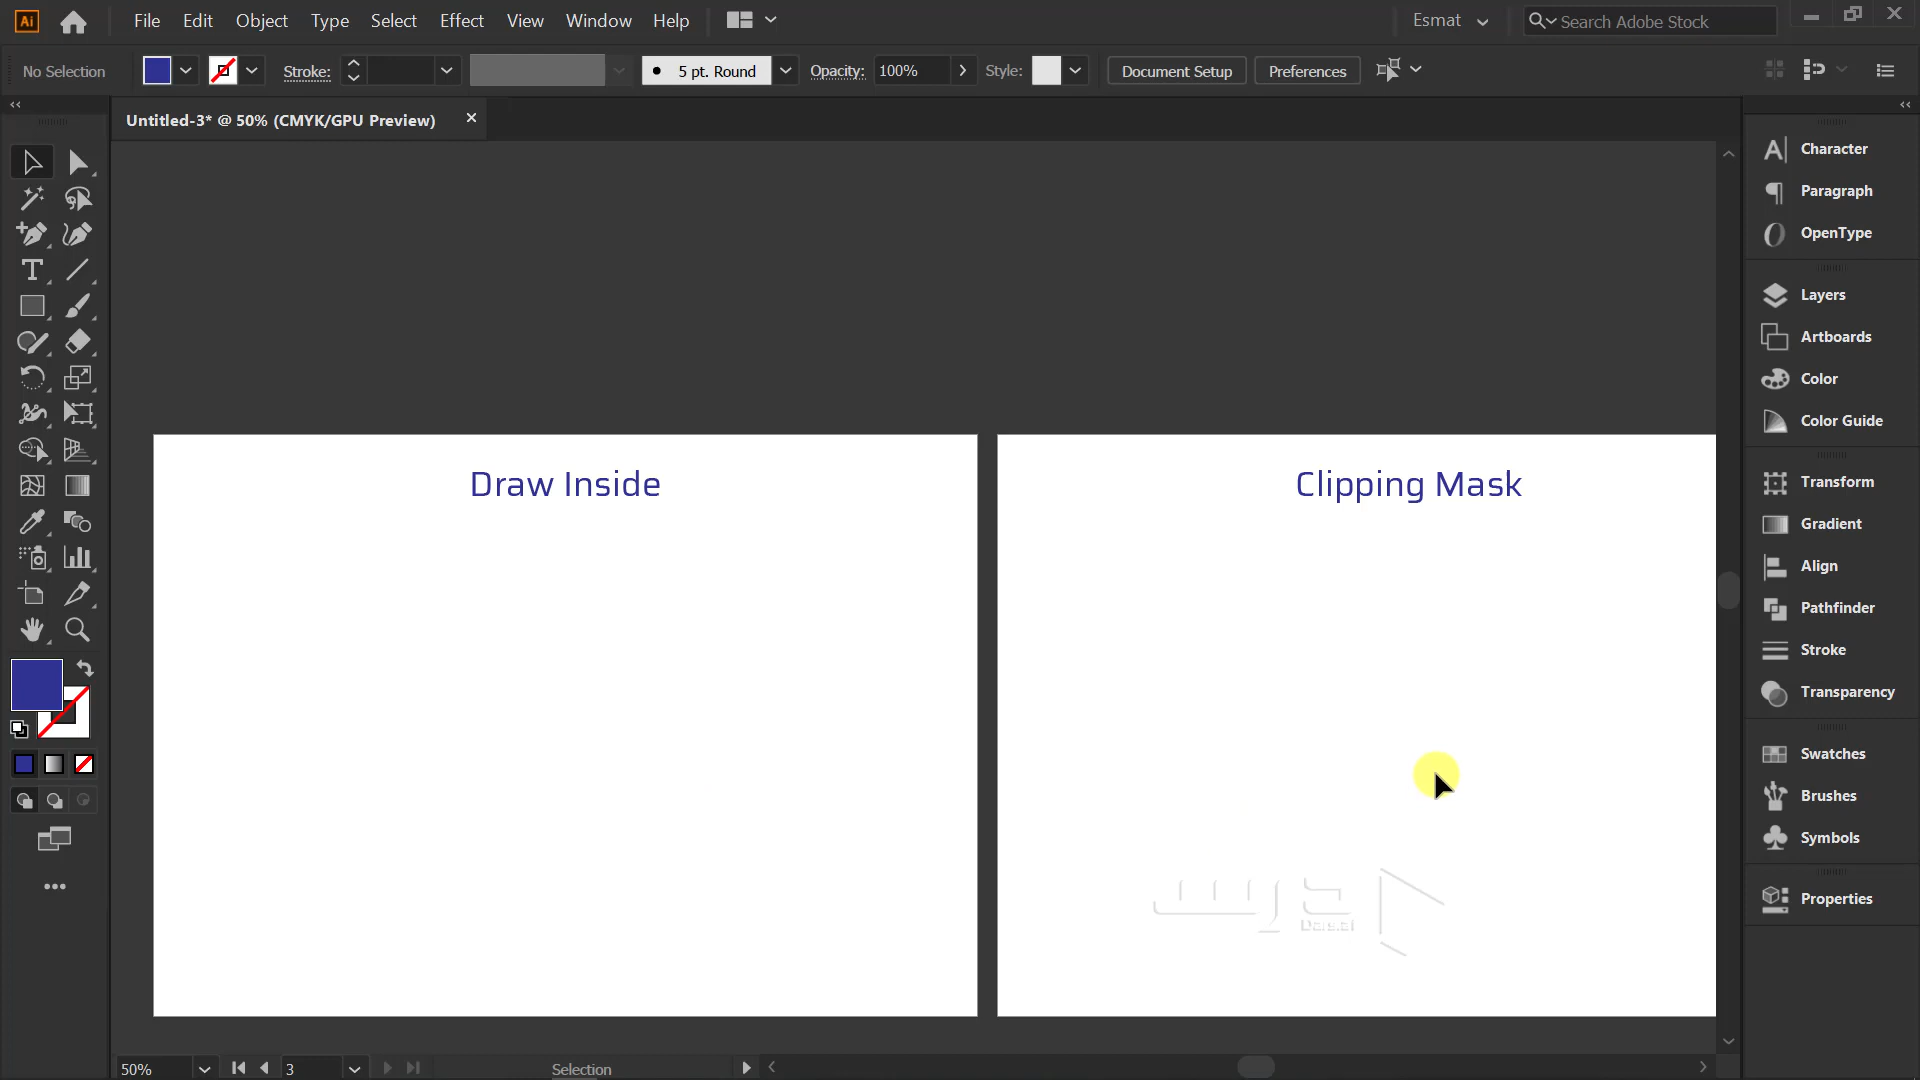 Ai
File Edit Object Type Select Effect View Window Help
Esmat
Search Adobe Stock
No Selection
Stroke:
5 pt. Round
Opacity:
100%
Style:
Document Setup
Preferences
Untitled-3* @ 50% (CMYK/GPU Preview)
Draw Inside
Clipping Mask
Character
Paragraph
OpenType
Layers
Artboards
Color
Color Guide
Transform
Gradient
Align
Pathfinder
Stroke
Transparency
Swatches
Brushes
Symbols
Properties
50%
3
Selection